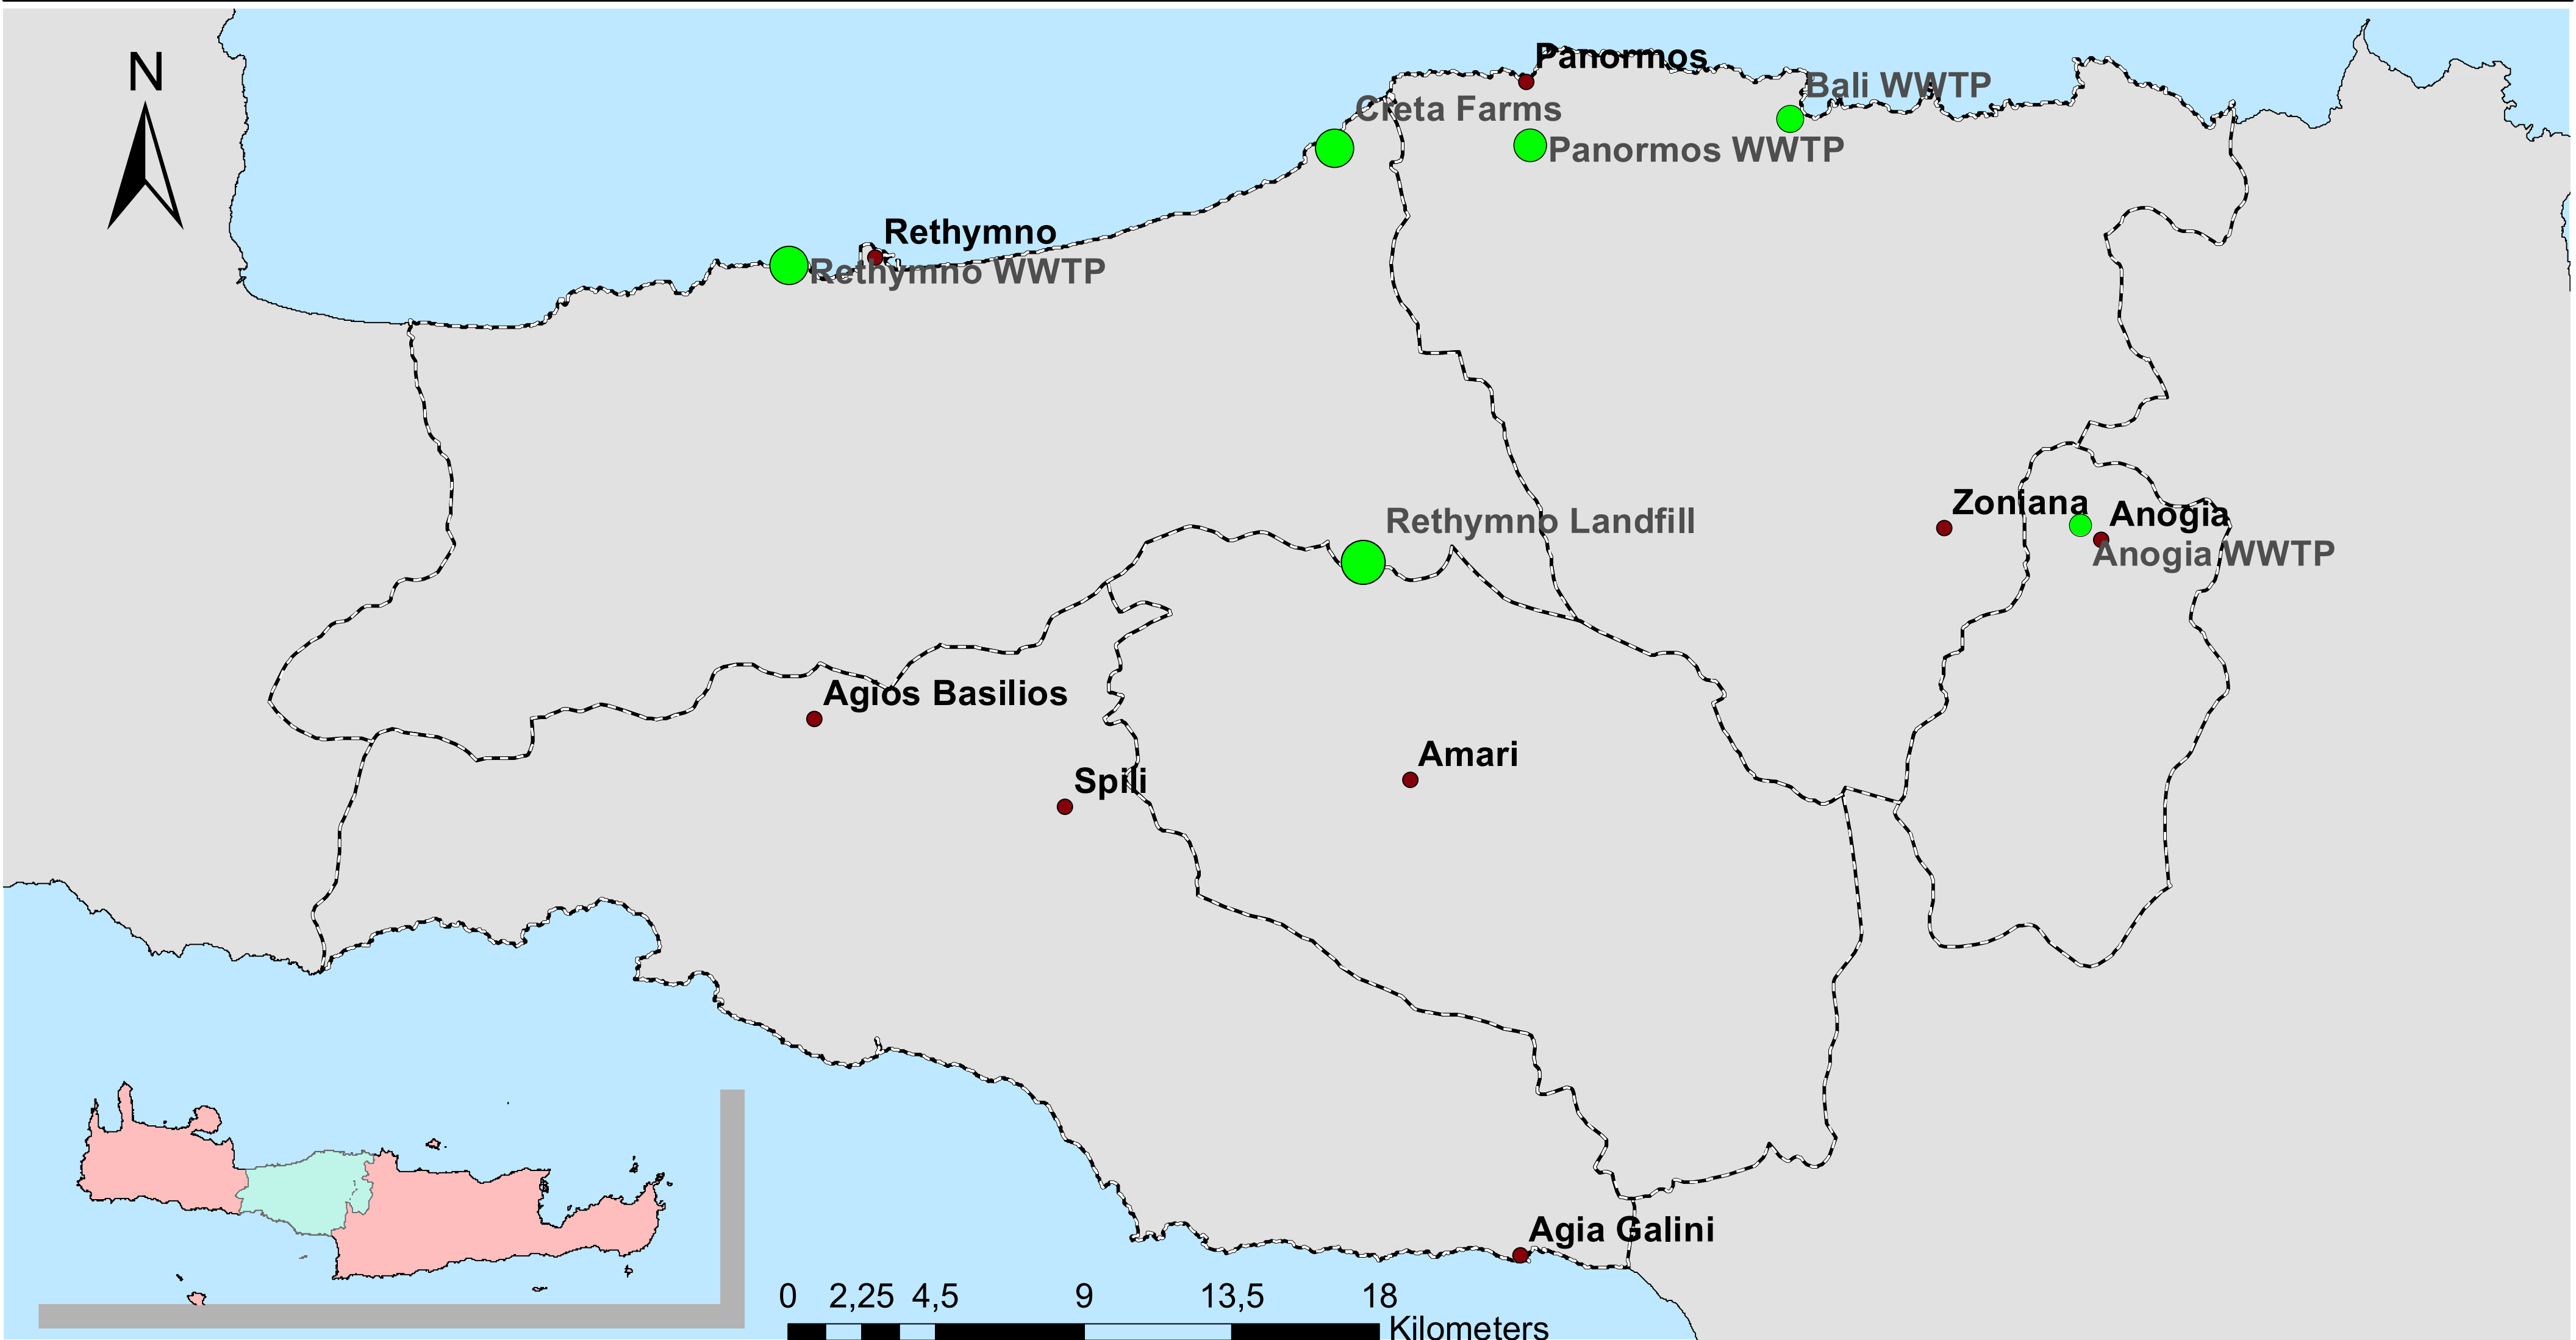 N
Panormos
Bali WWTP
Creta Farms
Panormos WWTP
Rethymno
Rethymno WWTP
Zoniana
Anogia
Rethymno Landfill
Anogia WWTP
Agios Basilios
Amari
Spili
Agia Galini
0 2,25 4,5 9 13,5 18
Kilometers